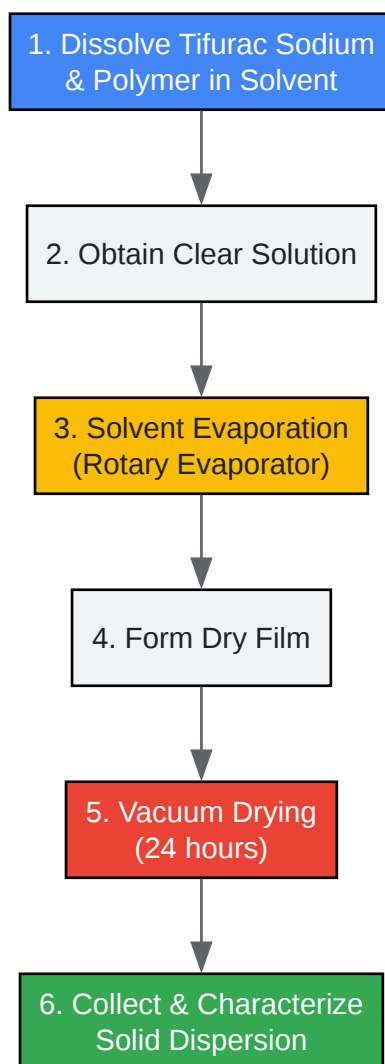 1. Dissolve Tifurac Sodium
& Polymer in Solvent
2. Obtain Clear Solution
3. Solvent Evaporation
(Rotary Evaporator)
4. Form Dry Film
5. Vacuum Drying
(24 hours)
6. Collect & Characterize
Solid Dispersion